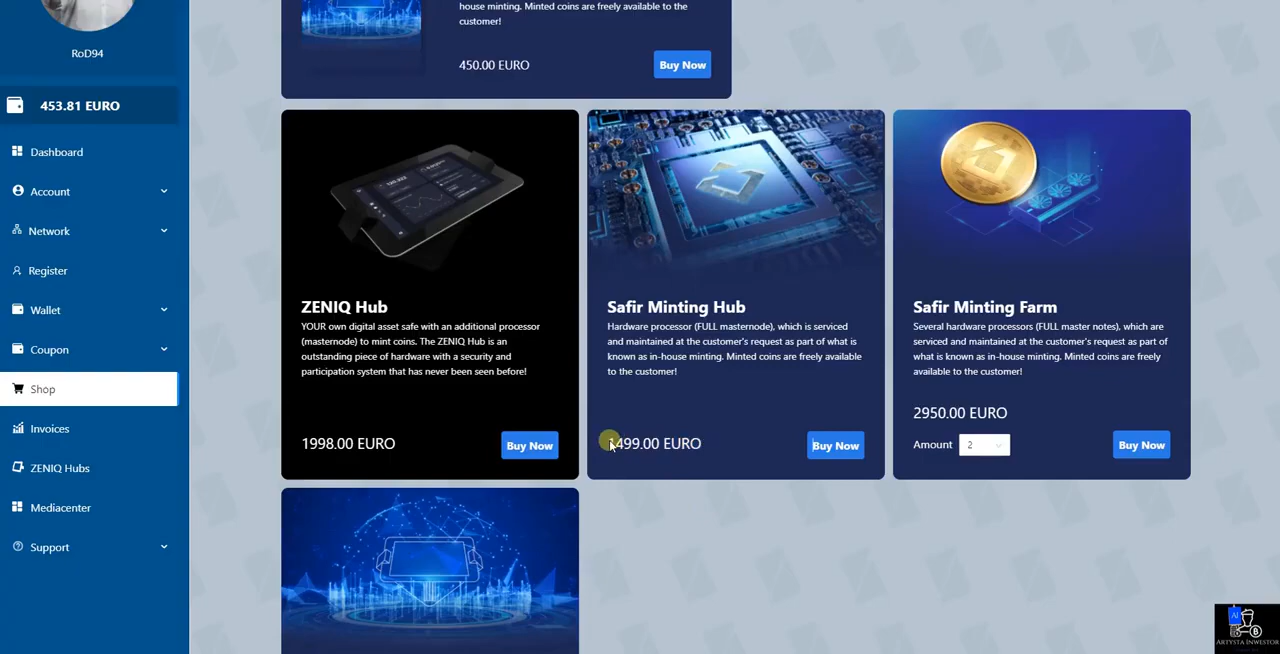 RoD94
453.81 EURO
Dashboard
Account
Network
Register
Wallet
Coupon
Shop
Invoices
ZENIQ Hubs
Mediacenter
Support
house minting. Minted coins are freely available to the
customer!
450.00 EURO
Buy Now
ZENIQ Hub
YOUR own digital asset safe with an additional processor
(masternode) to mint coins. The ZENIQ Hub is an
outstanding piece of hardware with a security and
participation system that has never been seen before!
1998.00 EURO
Buy Now
Safir Minting Hub
Hardware processor (FULL masternode), which is serviced
and maintained at the customer's request as part of what is
known as in-house minting. Minted coins are freely available
to the customer!
1499.00 EURO
Buy Now
Safir Minting Farm
Several hardware processors (FULL master notes), which are
serviced and maintained at the customer's request as part of
what is known as in-house minting. Minted coins are freely
available to the customer!
2950.00 EURO
Amount 2
Buy Now
ARTYSTA INWESTOR